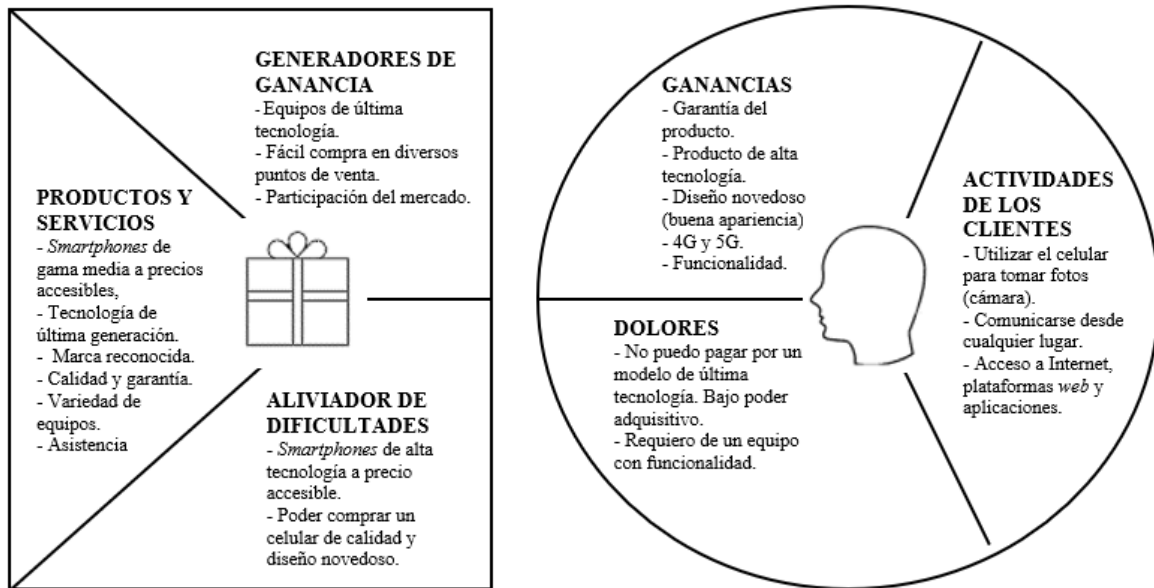 GENERADORES DE
GANANCIA
- Equipos de última
tecnología.
- Fácil compra en diversos
puntos de venta.
- Participación del mercado.
PRODUCTOS Y
SERVICIOS
- Smartphones de
gama media a precios
accesibles,
- Tecnología de
última generación.
- Marca reconocida.
- Calidad y garantía.
- Variedad de
equipos.
- Asistencia
ALIVIADOR DE
DIFICULTADES
- Smartphones de alta
tecnología a precio
accesible.
- Poder comprar un
celular de calidad y
diseño novedoso.
GANANCIAS
- Garantía del
producto.
- Producto de alta
tecnología.
- Diseño novedoso
(buena apariencia)
- 4G y 5G.
- Funcionalidad.
DOLORES
- No puedo pagar por un
modelo de última
tecnología. Bajo poder
adquisitivo.
- Requiero de un equipo
con funcionalidad.
ACTIVIDADES
DE LOS
CLIENTES
- Utilizar el celular
para tomar fotos
(cámara).
- Comunicarse desde
cualquier lugar.
- Acceso a Internet,
plataformas web y
aplicaciones.